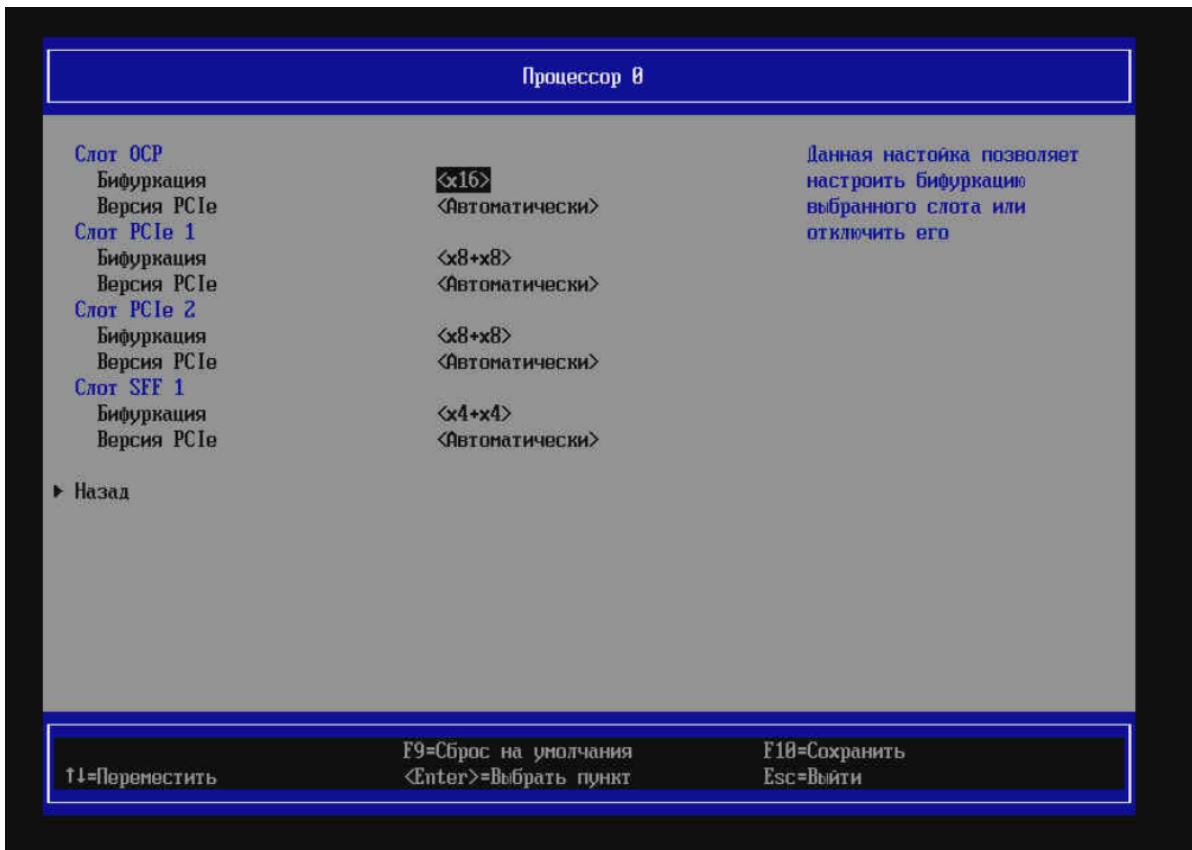 Процессор 0
Слот OCP
Бифуркация <x16>
Версия PCIe <Автоматически>
Слот PCIe 1
Бифуркация <x8+x8>
Версия PCIe <Автоматически>
Слот PCIe 2
Бифуркация <x8+x8>
Версия PCIe <Автоматически>
Слот SFF 1
Бифуркация <x4+x4>
Версия PCIe <Автоматически>
Назад
Данная настойка позволяет
настроить бифуркацию
выбранного слота или
отключить его
F9=Сброс на умолчания F10=Сохранить
↑↓=Переместить <Enter>=Выбрать пункт Esc=Выйти